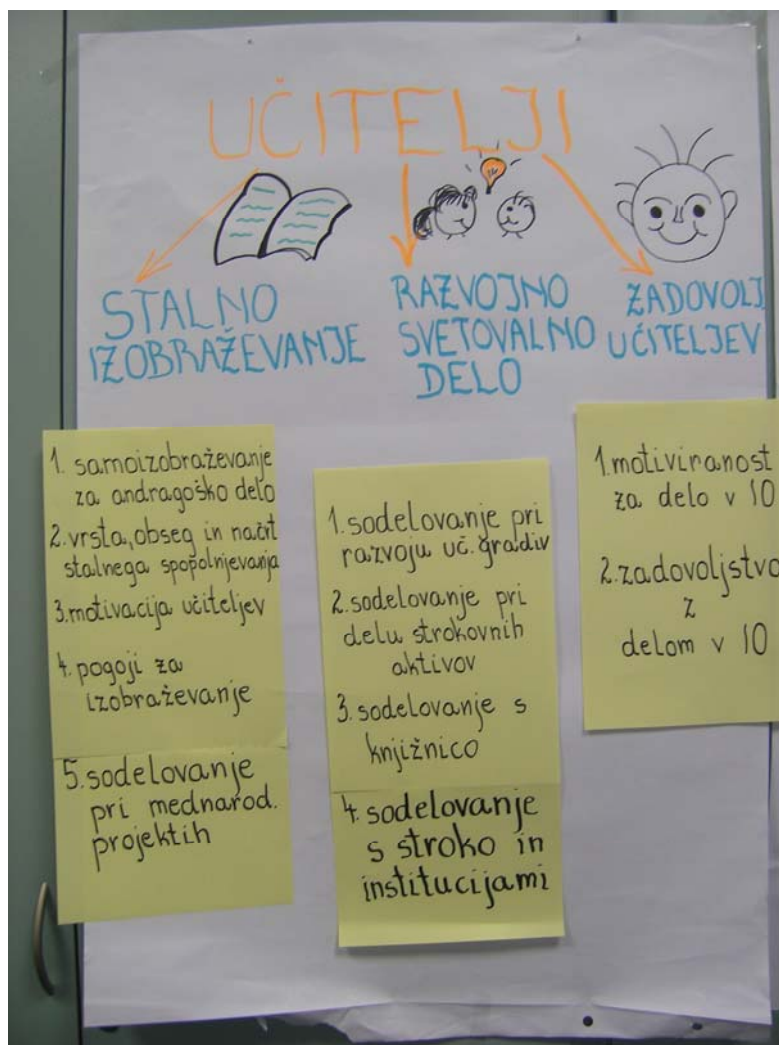 UČITELJI
STALNO
IZOBRAŽEVANJE
RAZVOJNO
SVETOVALNO
DELO
ZADOVOLJ
UČITELJEV
1. samoizobraževanje
za andragoško delo
2. vrsta, obseg in načrt
stalnega spopolnjevanja
3. motivacija učiteljev
4. pogoji za
izobraževanje
5. sodelovanje
pri mednarod.
projektih
1. sodelovanje pri
razvoju uč. gradiv
2. sodelovanje pri
delu strokovnih
aktivov
3. sodelovanje s
knjižnico
4. sodelovanje
s stroko in
institucijami
1. motiviranost
za delo v IO
2. zadovoljstvo
z
delom v IO